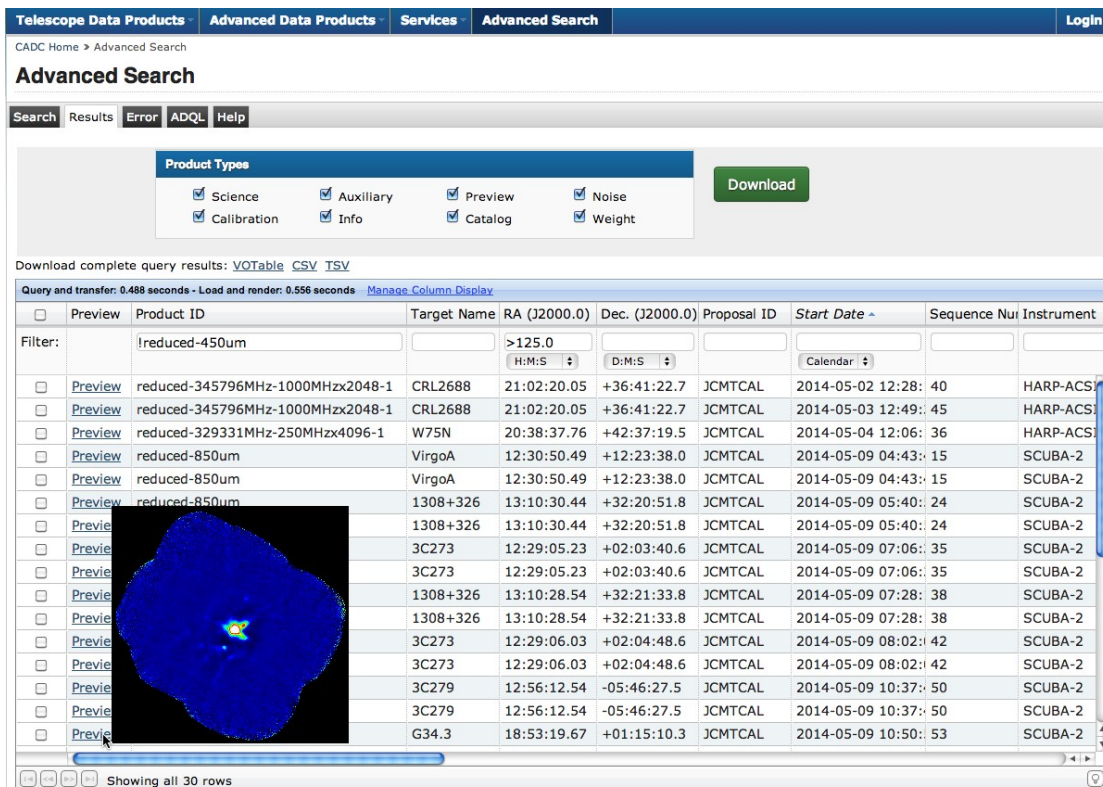 Telescope Data Products Advanced Data Products Services Advanced Search Login
CADC Home > Advanced Search
Advanced Search
Search Results Error ADQL Help
Product Types
Science Auxiliary Preview Noise
Calibration Info Catalog Weight
Download
Download complete query results: VOTable CSV TSV
Query and transfer: 0.488 seconds - Load and render: 0.556 seconds Manage Column Display
Preview Product ID Target Name RA (J2000.0) Dec. (J2000.0) Proposal ID Start Date Sequence Nur Instrument
Filter: !reduced-450um >125.0
H:M:S D:M:S Calendar
Preview reduced-345796MHz-1000MHzx2048-1 CRL2688 21:02:20.05 +36:41:22.7 JCMTCAL 2014-05-02 12:28: 40 HARP-ACSI
Preview reduced-345796MHz-1000MHzx2048-1 CRL2688 21:02:20.05 +36:41:22.7 JCMTCAL 2014-05-03 12:49: 45 HARP-ACSI
Preview reduced-329331MHz-250MHzx4096-1 W75N 20:38:37.76 +42:37:19.5 JCMTCAL 2014-05-04 12:06: 36 HARP-ACSI
Preview reduced-850um VirgoA 12:30:50.49 +12:23:38.0 JCMTCAL 2014-05-09 04:43: 15 SCUBA-2
Preview reduced-850um VirgoA 12:30:50.49 +12:23:38.0 JCMTCAL 2014-05-09 04:43: 15 SCUBA-2
Preview reduced-850um 1308+326 13:10:30.44 +32:20:51.8 JCMTCAL 2014-05-09 05:40: 24 SCUBA-2
Previe 1308+326 13:10:30.44 +32:20:51.8 JCMTCAL 2014-05-09 05:40: 24 SCUBA-2
Previe 3C273 12:29:05.23 +02:03:40.6 JCMTCAL 2014-05-09 07:06: 35 SCUBA-2
Previe 3C273 12:29:05.23 +02:03:40.6 JCMTCAL 2014-05-09 07:06: 35 SCUBA-2
Previe 1308+326 13:10:28.54 +32:21:33.8 JCMTCAL 2014-05-09 07:28: 38 SCUBA-2
Previe 1308+326 13:10:28.54 +32:21:33.8 JCMTCAL 2014-05-09 07:28: 38 SCUBA-2
Previe 3C273 12:29:06.03 +02:04:48.6 JCMTCAL 2014-05-09 08:02: 42 SCUBA-2
Previe 3C273 12:29:06.03 +02:04:48.6 JCMTCAL 2014-05-09 08:02: 42 SCUBA-2
Previe 3C279 12:56:12.54 -05:46:27.5 JCMTCAL 2014-05-09 10:37: 50 SCUBA-2
Previe 3C279 12:56:12.54 -05:46:27.5 JCMTCAL 2014-05-09 10:37: 50 SCUBA-2
Previe G34.3 18:53:19.67 +01:15:10.3 JCMTCAL 2014-05-09 10:50: 53 SCUBA-2
Showing all 30 rows